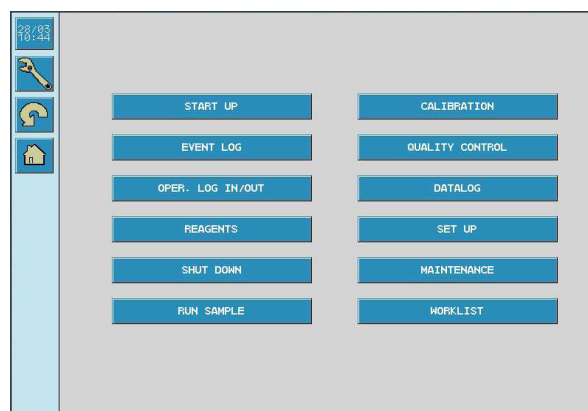 28/03
10:44
START UP
CALIBRATION
EVENT LOG
QUALITY CONTROL
OPER. LOG IN/OUT
DATALOG
REAGENTS
SET UP
SHUT DOWN
MAINTENANCE
RUN SAMPLE
WORKLIST